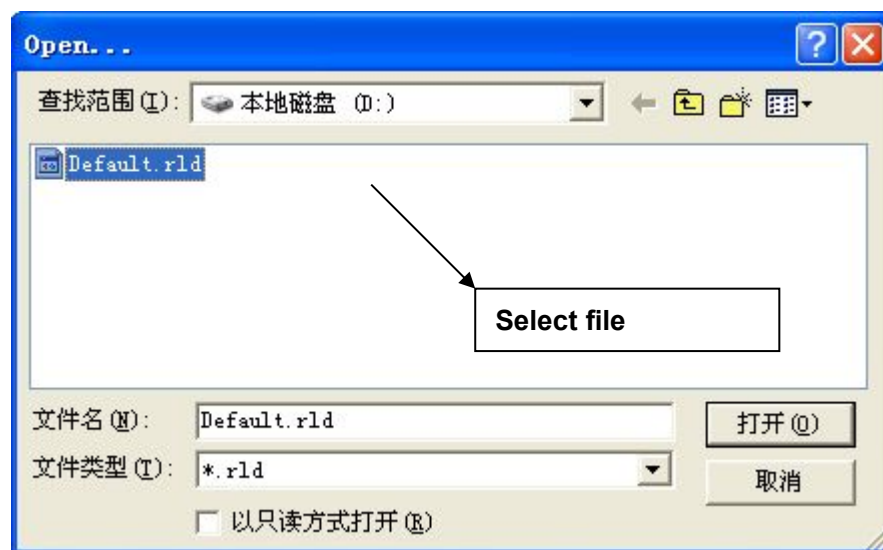 Open...
查找范围(I): 本地磁盘 (D:)
Default.rld
Select file
文件名(N): Default.rld 打开(O)
文件类型(T): *.rld 取消
以只读方式打开(R)